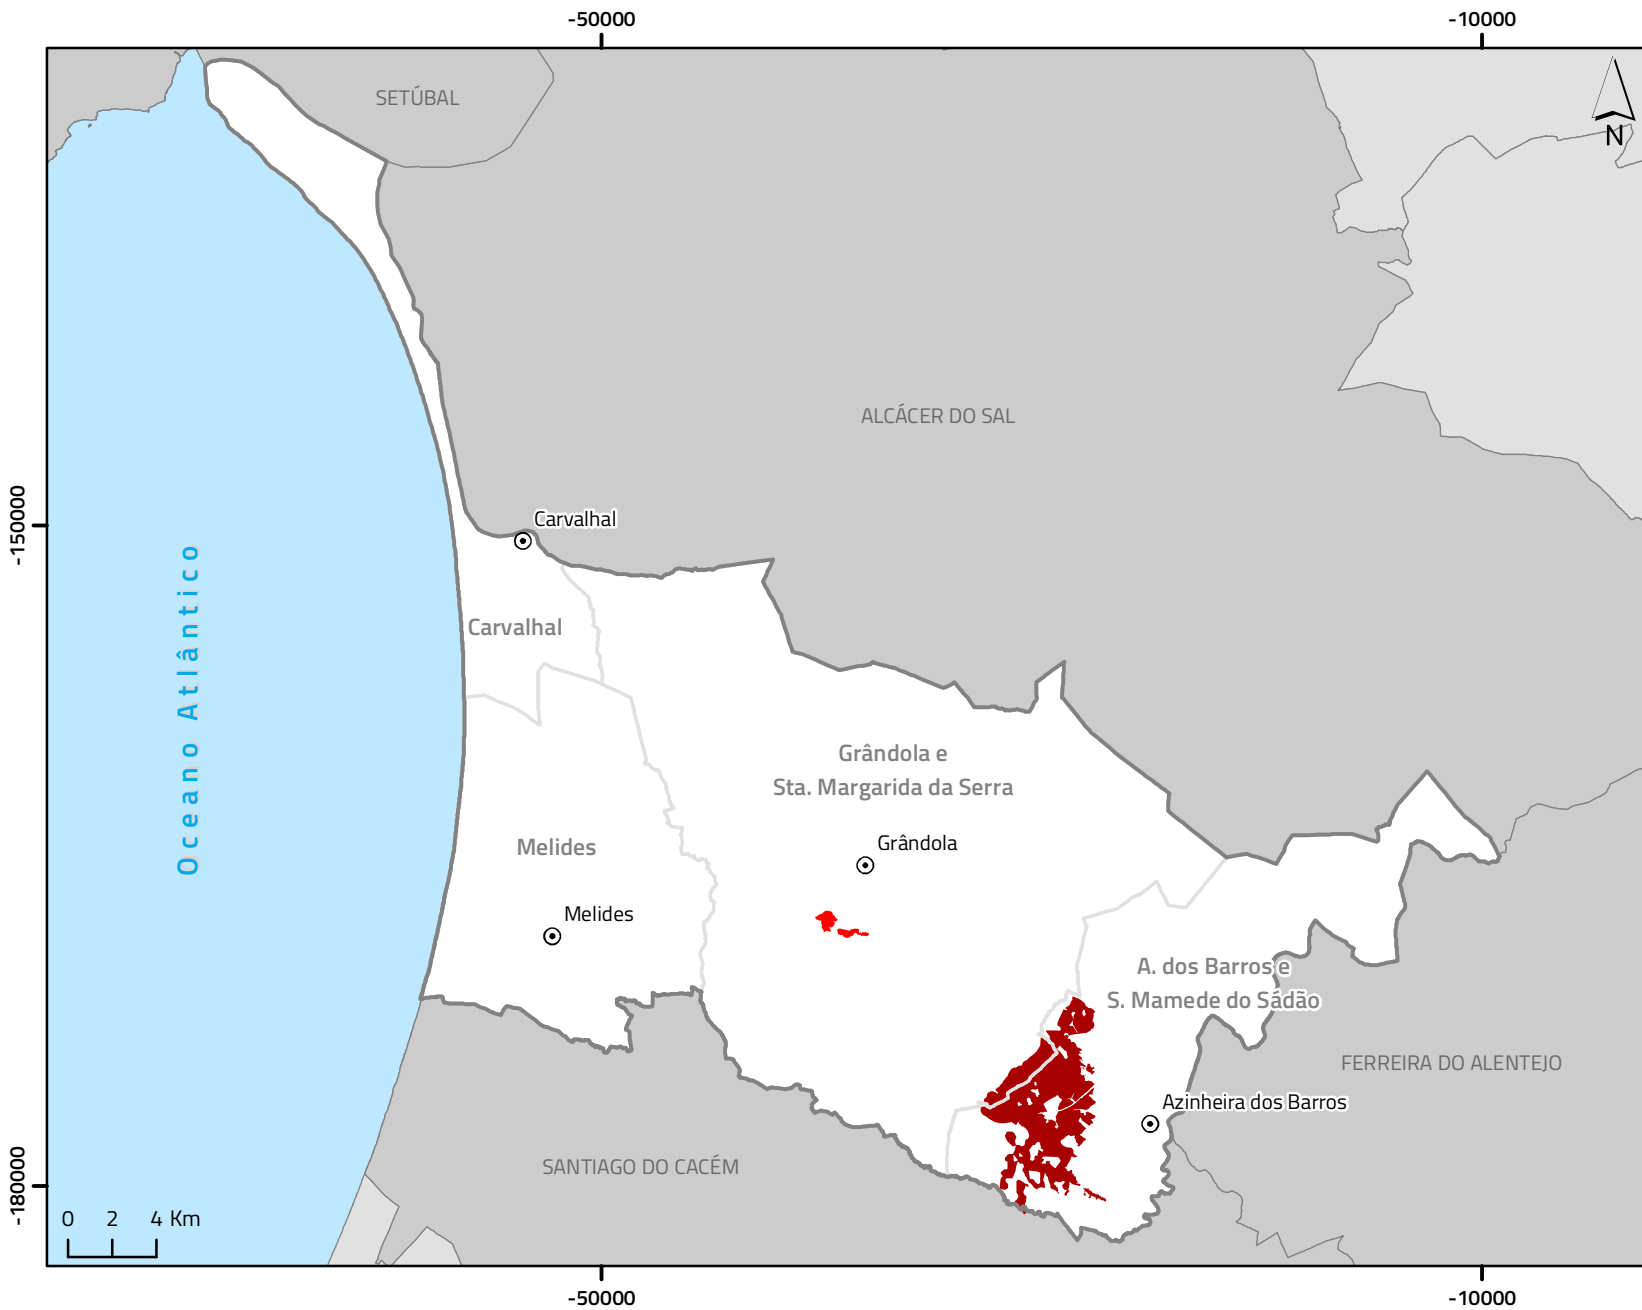 -50000
-10000
SETÚBAL
N
ALCÁCER DO SAL
-150000
Carvalhal
Oceano Atlântico
Carvalhal
Grândola e
Sta. Margarida da Serra
Grândola
Melides
Melides
A. dos Barros e
S. Mamede do Sádão
FERREIRA DO ALENTEJO
Azinheira dos Barros
SANTIAGO DO CACÉM
-180000
0 2 4 Km
-50000
-10000